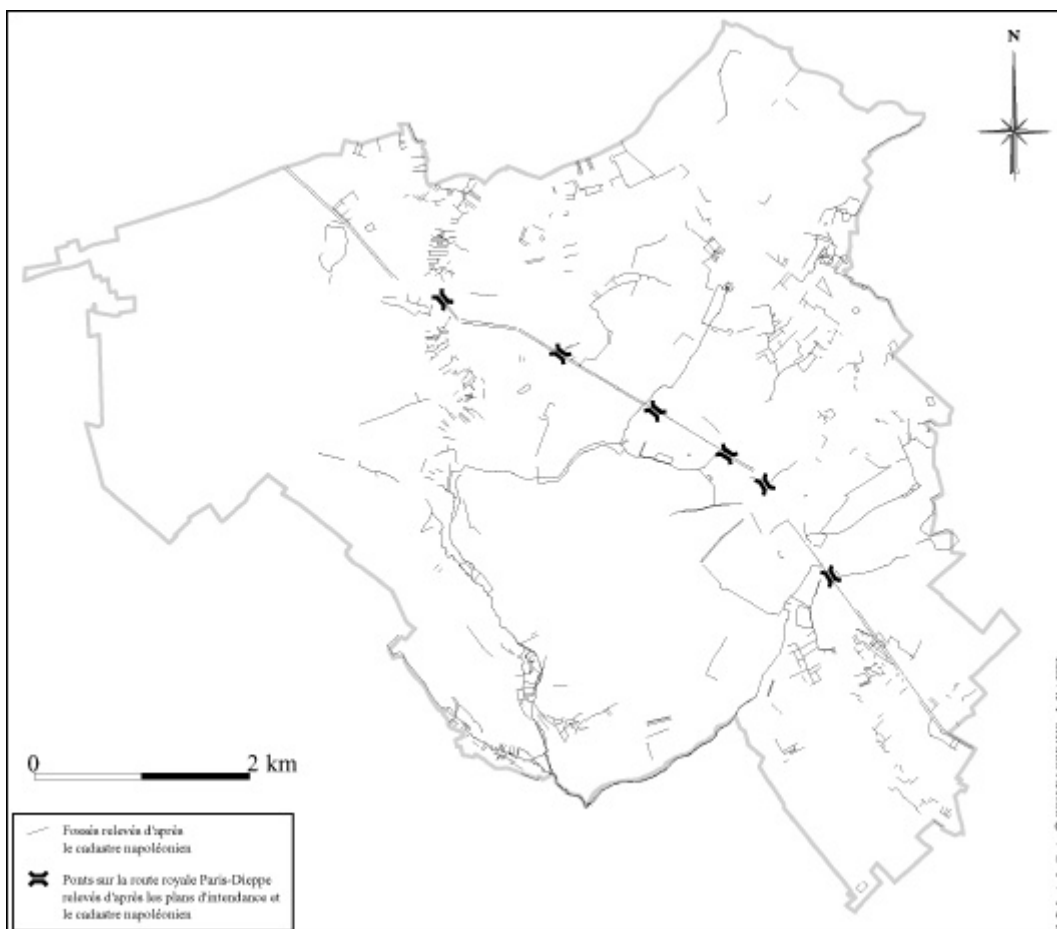 N
0 2 km
Fossés relevés d'après
le cadastre napoléonien
Ponts sur la route royale Paris-Dieppe
relevés d'après les plans d'intendance et
le cadastre napoléonien